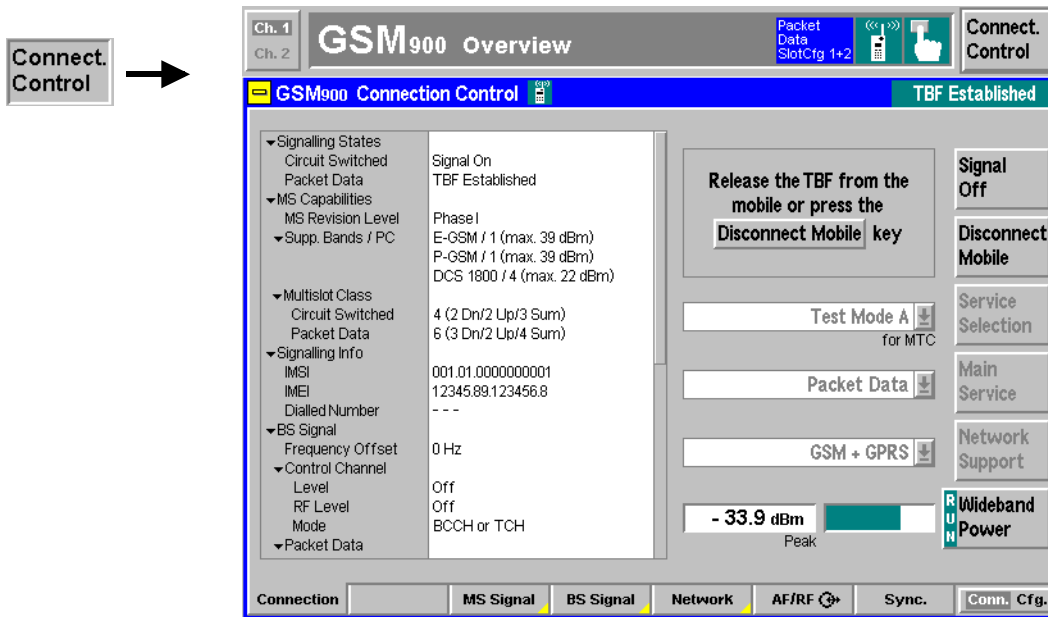 Connect.
Control
Ch. 1
Ch. 2
GSM900 Overview
Packet
Data
SlotCfg 1+2
Connect.
Control
GSM900 Connection Control
TBF Established
Signalling States
Circuit Switched Signal On
Packet Data TBF Established
MS Capabilities
MS Revision Level Phase I
Supp. Bands / PC E-GSM / 1 (max. 39 dBm)
P-GSM / 1 (max. 39 dBm)
DCS 1800 / 4 (max. 22 dBm)
Multislot Class
Circuit Switched 4 (2 Dn/2 Up/3 Sum)
Packet Data 6 (3 Dn/2 Up/4 Sum)
Signalling Info
IMSI 001.01.0000000001
IMEI 12345.89.123456.8
Dialled Number - - -
BS Signal
Frequency Offset 0 Hz
Control Channel
Level Off
RF Level Off
Mode BCCH or TCH
Packet Data
Release the TBF from the
mobile or press the
Disconnect Mobile key
Test Mode A
for MTC
Packet Data
GSM + GPRS
- 33.9 dBm
Peak
Signal
Off
Disconnect
Mobile
Service
Selection
Main
Service
Network
Support
RUN
Wideband
Power
Connection
MS Signal
BS Signal
Network
AF/RF
Sync.
Conn. Cfg.